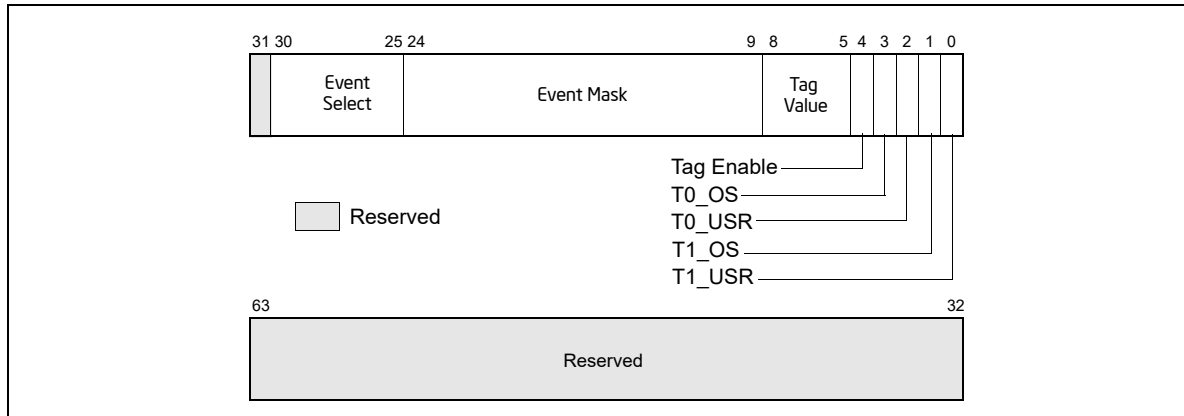 31 30 25 24 9 8 5 4 3 2 1 0
Event
Select
Event Mask
Tag
Value
Tag Enable
T0_OS
T0_USR
T1_OS
T1_USR
Reserved
63 32
Reserved